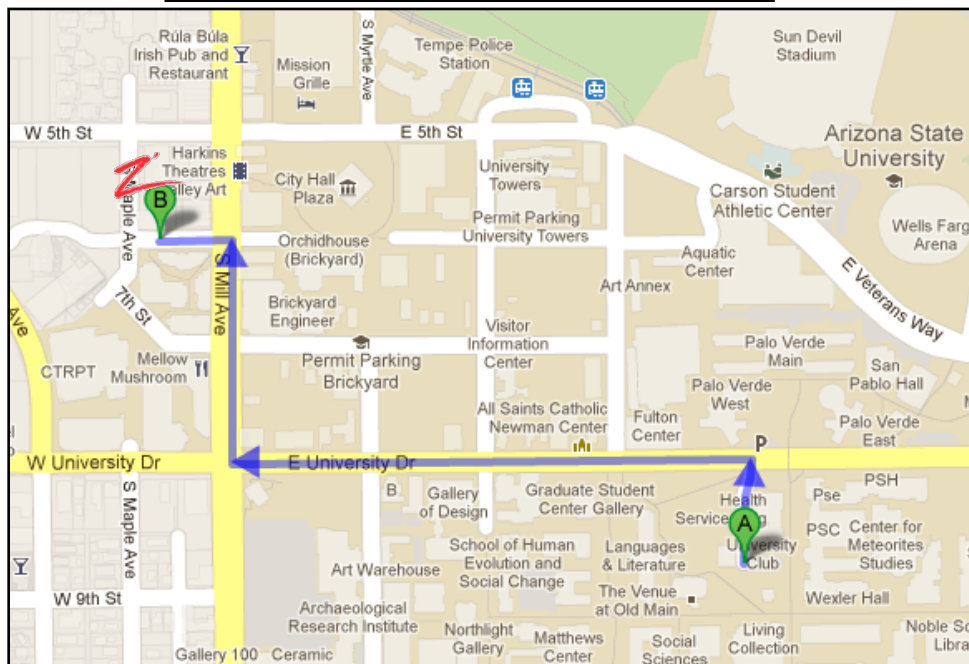 Rúla Búla
Irish Pub and
Restaurant
Mission
Grille
S Myrtle Ave
Tempe Police
Station
Sun Devil
Stadium
W 5th St
E 5th St
Arizona State
University
Harkins
Theatres
Valley Art
City Hall
Plaza
University
Towers
Carson Student
Athletic Center
Z
B
Maple Ave
Permit Parking
University Towers
Wells Farg
Arena
Orchidhouse
(Brickyard)
Aquatic
Center
S Mill Ave
Art Annex
E Veterans Way
7th St
Brickyard
Engineer
Ave
Visitor
Information
Center
Palo Verde
Main
CTRPT
Mellow
Mushroom
Permit Parking
Brickyard
San
Pablo Hall
Palo Verde
West
All Saints Catholic
Newman Center
Fulton
Center
Palo Verde
East
P
W University Dr
E University Dr
S Maple Ave
B
Gallery
of Design
Graduate Student
Center Gallery
Health
Service
Pse
PSH
A
PSC
Center for
Meteorites
Studies
School of Human
Evolution and
Social Change
Languages
& Literature
University
Club
Art Warehouse
W 9th St
The Venue
at Old Main
Wexler Hall
Archaeological
Research Institute
Northlight
Gallery
Matthews
Center
Social
Sciences
Living
Collection
Noble Sc
Libra
Gallery 100
Ceramic